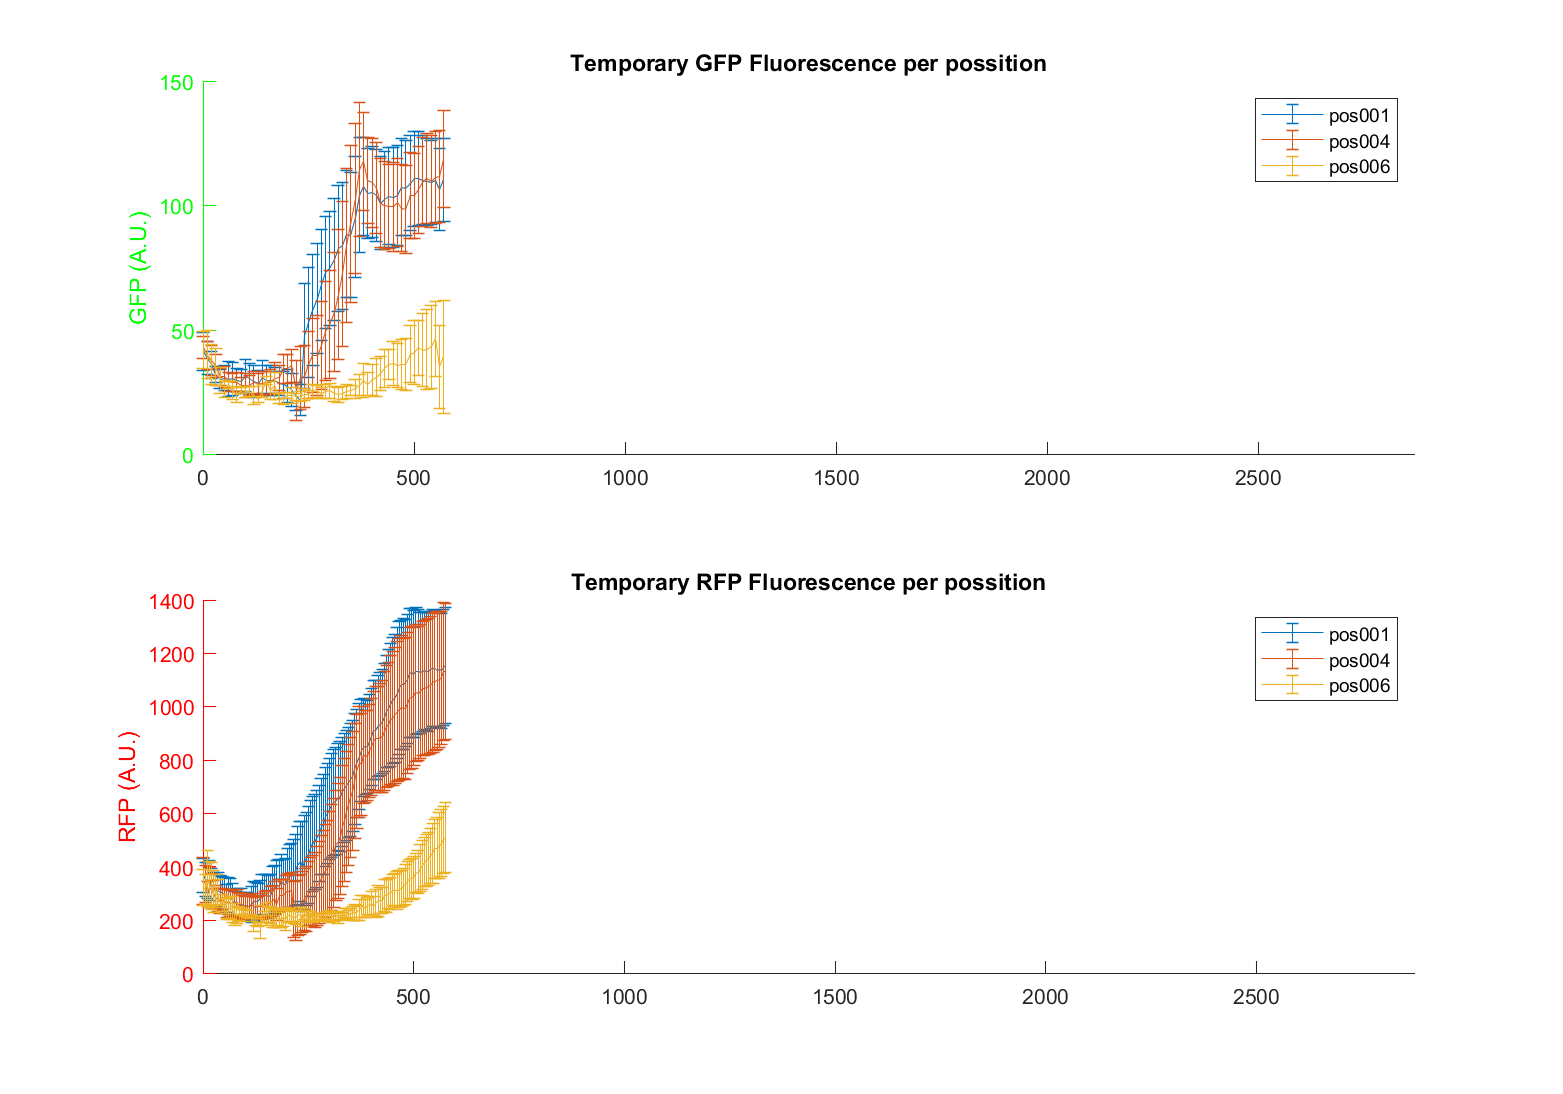 Temporary GFP Fluorescence per possition
150
100
50
0
GFP (A.U.)
pos001
pos004
pos006
0 500 1000 1500 2000 2500
Temporary RFP Fluorescence per possition
1400
1200
1000
800
600
400
200
0
RFP (A.U.)
pos001
pos004
pos006
0 500 1000 1500 2000 2500